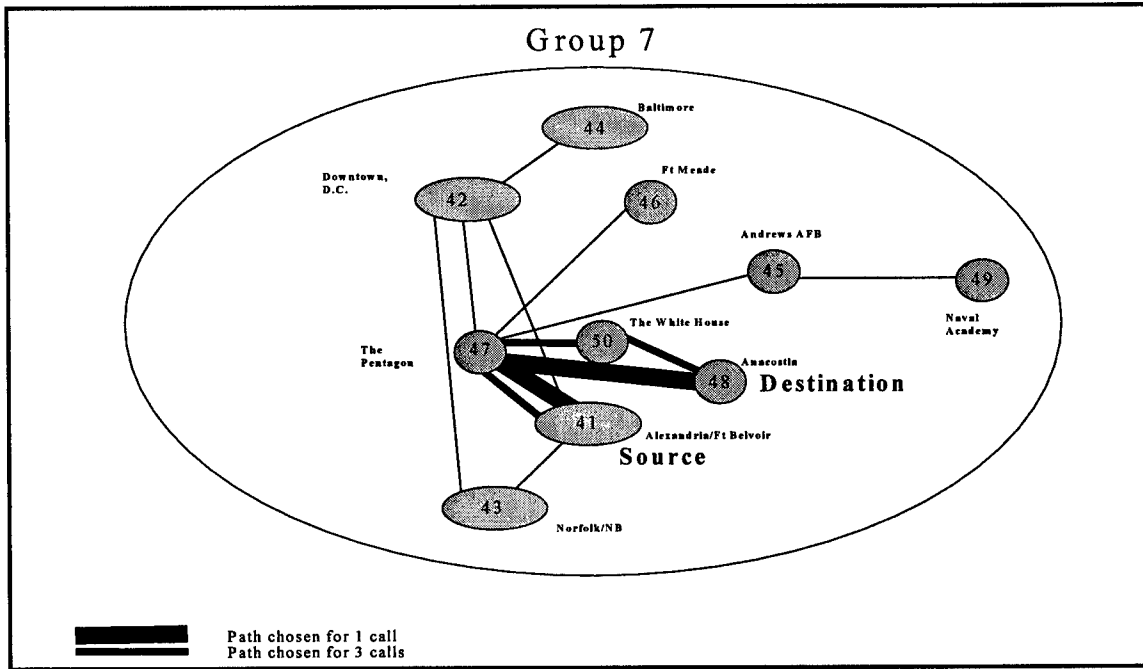 Group 7
Baltimore
44
Downtown,
D.C.
42
Ft Meade
46
Andrews AFB
45
49
Naval
Academy
The White House
50
The
Pentagon
47
Anacostia
48
Destination
41
Alexandria/Ft Belvoir
Source
43
Norfolk/NB
Path chosen for 1 call
Path chosen for 3 calls